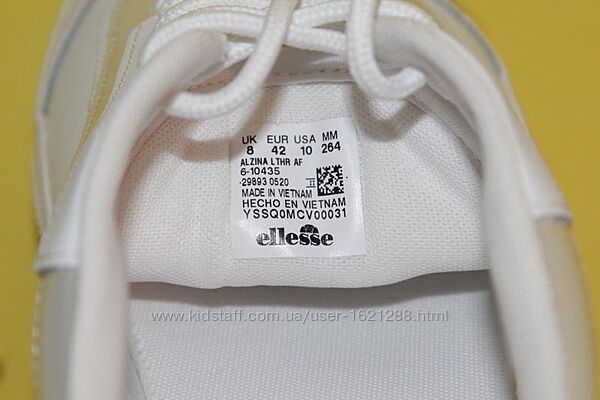 UK EUR USA MM
8 42 10 264
ALZINA LTHR AF
6-10435
-29893 0520
MADE IN VIETNAM
HECHO EN VIETNAM
YSSQ0MCV00031
ellesse
www.kidstaff.com.ua/user-1621288.html